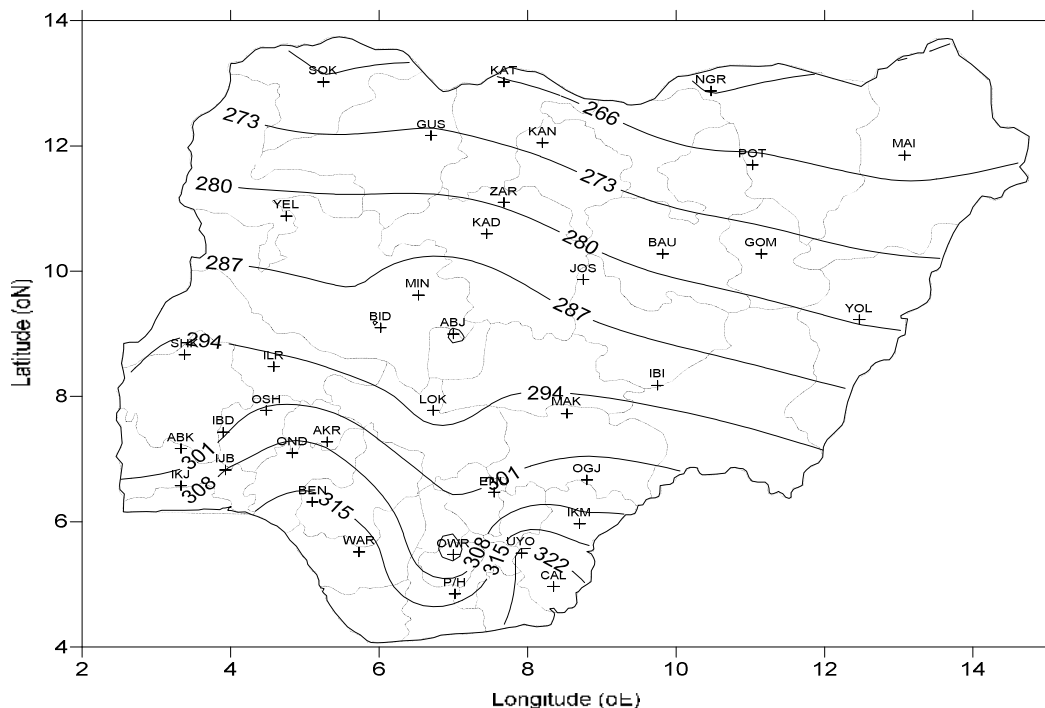 14
SOK
KAT
NGR
273
266
GUS
KAN
12
MAI
POT
280
273
ZAR
YEL
KAD
280
BAU
GOM
287
10
JOS
MIN
287
YOL
BID
ABJ
294
SHK
ILR
IBI
8
294
OSH
LOK
MAK
IBD
ABK
AKR
OND
301
IJB
IKJ
308
301
OGJ
BEN
315
IKM
6
WAR
OWR
308
315
UYO
322
CAL
P/H
4
2
4
6
8
10
12
14
Latitude (oN)
Longitude (oE)